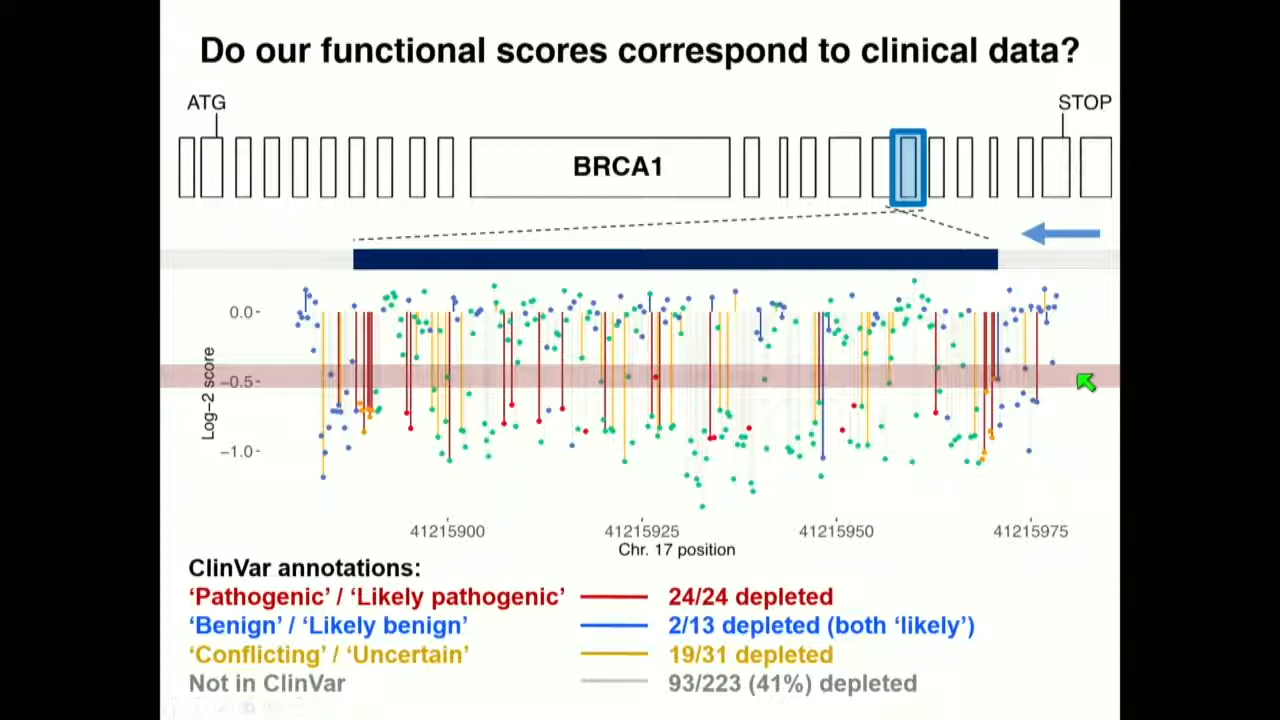 Do our functional scores correspond to clinical data?
ATG
STOP
BRCA1
0.0-
-0.5-
-1.0-
Log-2 score
41215900
41215925
41215950
41215975
Chr. 17 position
ClinVar annotations:
‘Pathogenic’ / ‘Likely pathogenic’ 24/24 depleted
‘Benign’ / ‘Likely benign’ 2/13 depleted (both ‘likely’)
‘Conflicting’ / ‘Uncertain’ 19/31 depleted
Not in ClinVar 93/223 (41%) depleted